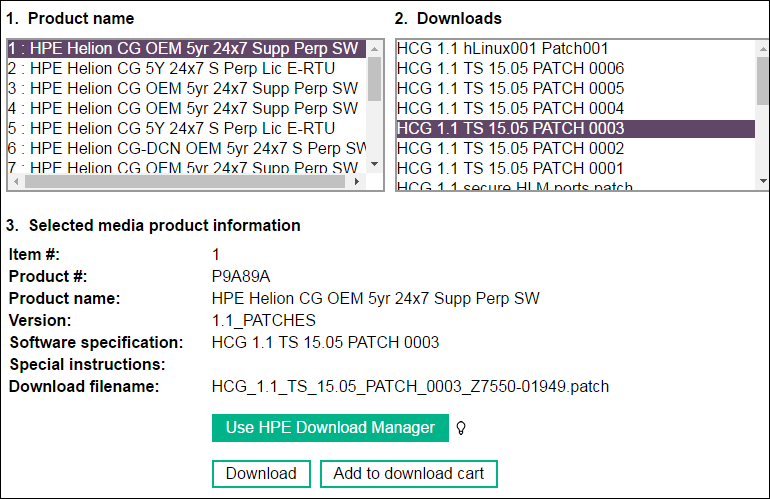 1. Product name
1 : HPE Helion CG OEM 5yr 24x7 Supp Perp SW
2 : HPE Helion CG 5Y 24x7 S Perp Lic E-RTU
3 : HPE Helion CG OEM 5yr 24x7 Supp Perp SW
4 : HPE Helion CG OEM 5yr 24x7 Supp Perp SW
5 : HPE Helion CG 5Y 24x7 S Perp Lic E-RTU
6 : HPE Helion CG-DCN OEM 5yr 24x7 S Perp SW
7 : HPE Helion CG OEM 5yr 24x7 Supp Perp SW
2. Downloads
HCG 1.1 hLinux001 Patch001
HCG 1.1 TS 15.05 PATCH 0006
HCG 1.1 TS 15.05 PATCH 0005
HCG 1.1 TS 15.05 PATCH 0004
HCG 1.1 TS 15.05 PATCH 0003
HCG 1.1 TS 15.05 PATCH 0002
HCG 1.1 TS 15.05 PATCH 0001
HCG 1.1 secure HLM ports patch
3. Selected media product information
Item #: 1
Product #: P9A89A
Product name: HPE Helion CG OEM 5yr 24x7 Supp Perp SW
Version: 1.1_PATCHES
Software specification: HCG 1.1 TS 15.05 PATCH 0003
Special instructions:
Download filename: HCG_1.1_TS_15.05_PATCH_0003_Z7550-01949.patch
Use HPE Download Manager
Download Add to download cart